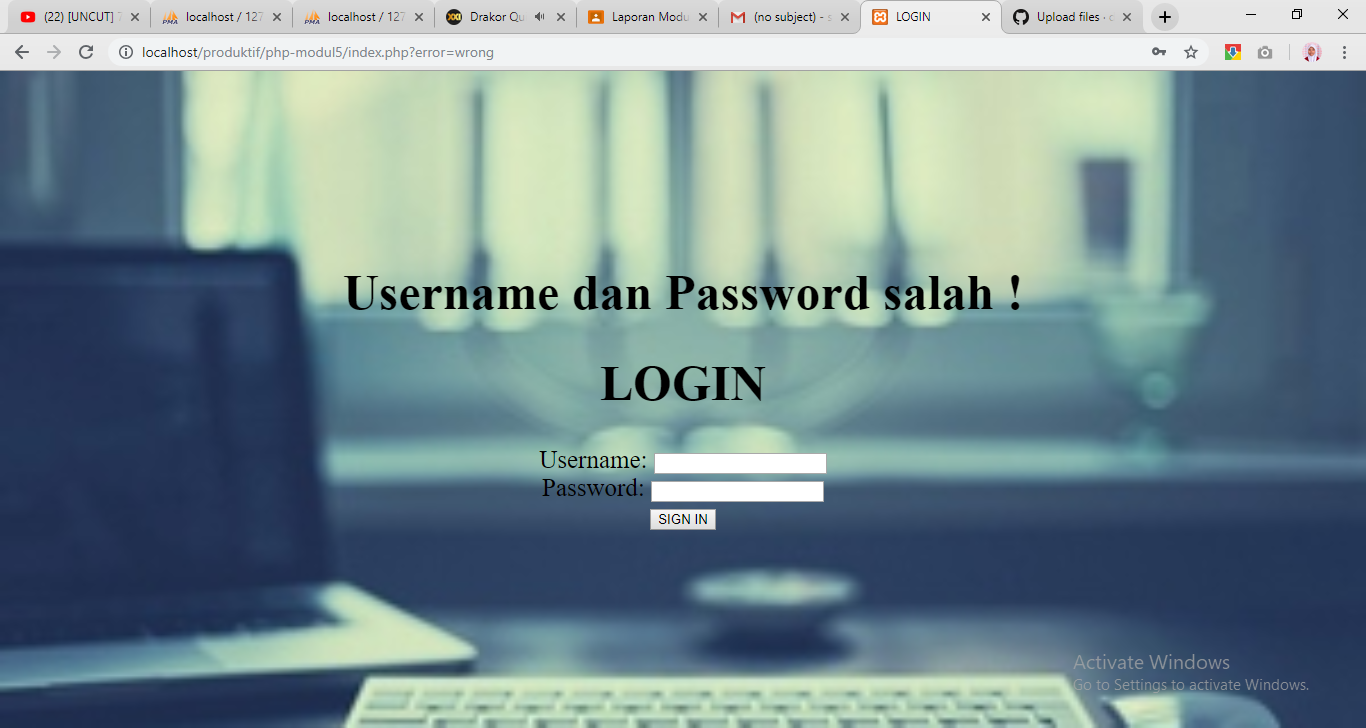 (22) [UNCUT]
localhost / 127
localhost / 127
Drakor Qu
Laporan Modu
(no subject) - s
LOGIN
Upload files · c
localhost/produktif/php-modul5/index.php?error=wrong
Username dan Password salah !
LOGIN
Username:
Password:
SIGN IN
Activate Windows
Go to Settings to activate Windows.